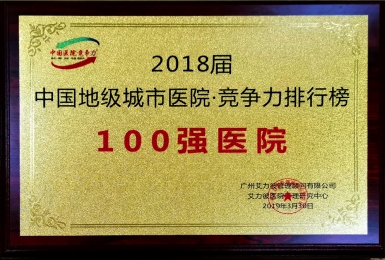 中国医院竞争力
2018届
中国地级城市医院·竞争力排行榜
100强医院
广州艾力彼管理顾问有限公司
艾力彼医院管理研究中心
2019年3月30日